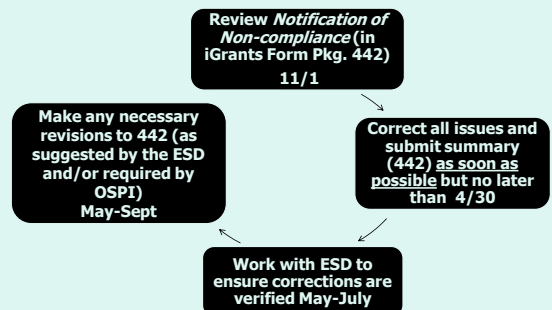 Review Notification of
Non-compliance (in
iGrants Form Pkg. 442)
11/1
Correct all issues and
submit summary
(442) as soon as
possible but no later
than 4/30
Work with ESD to
ensure corrections are
verified May-July
Make any necessary
revisions to 442 (as
suggested by the ESD
and/or required by
OSPI)
May-Sept